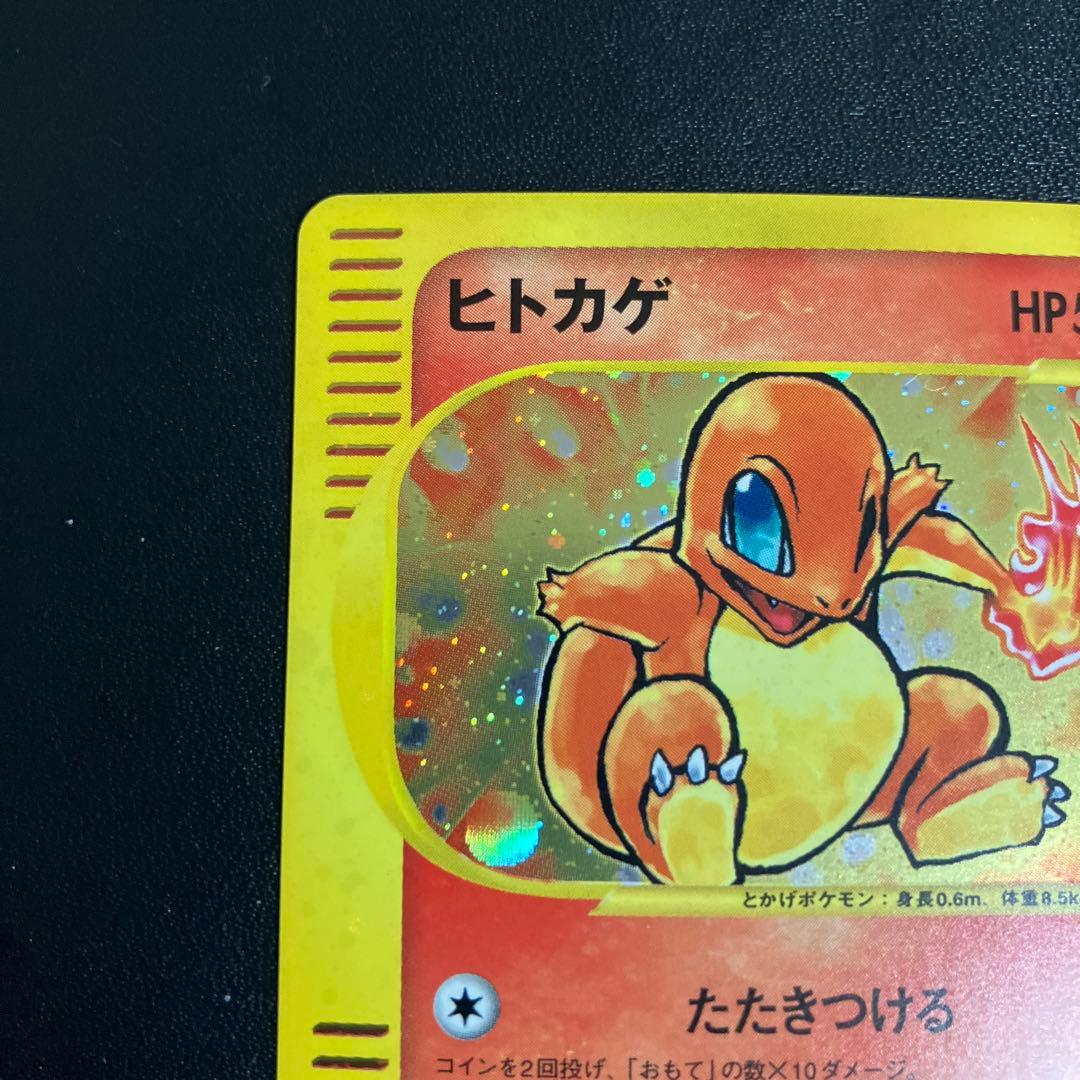 ヒトカゲ HP5
とかげポケモン：身長0.6m、体重8.5k
たたきつける
コインを2回投げ、「おもて」の数×10ダメージ。